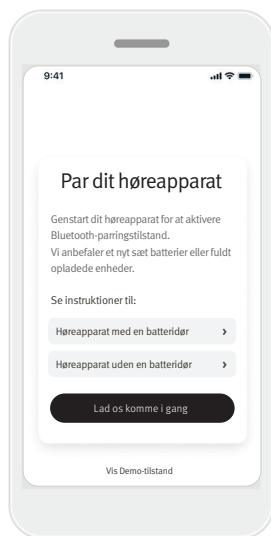 9:41
Par dit høreapparat
Genstart dit høreapparat for at aktivere
Bluetooth-parringstilstand.
Vi anbefaler et nyt sæt batterier eller fuldt
opladede enheder.
Se instruktioner til:
Høreapparat med en batteridør
Høreapparat uden en batteridør
Lad os komme i gang
Vis Demo-tilstand